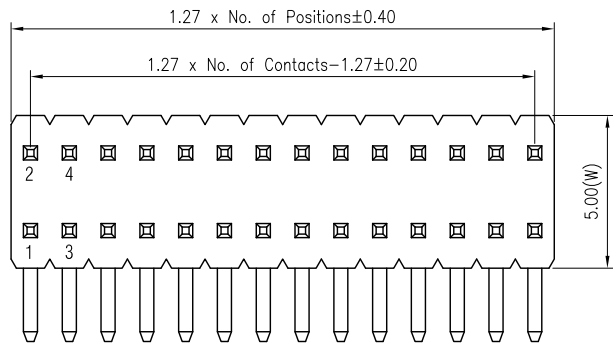 1.27 x No. of Positions±0.40
1.27 x No. of Contacts-1.27±0.20
2 4
5.00(W)
1 3